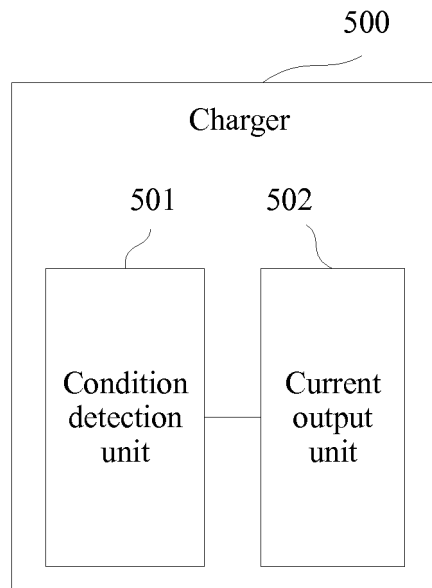 500
Charger
501
502
Condition
detection
unit
Current
output
unit